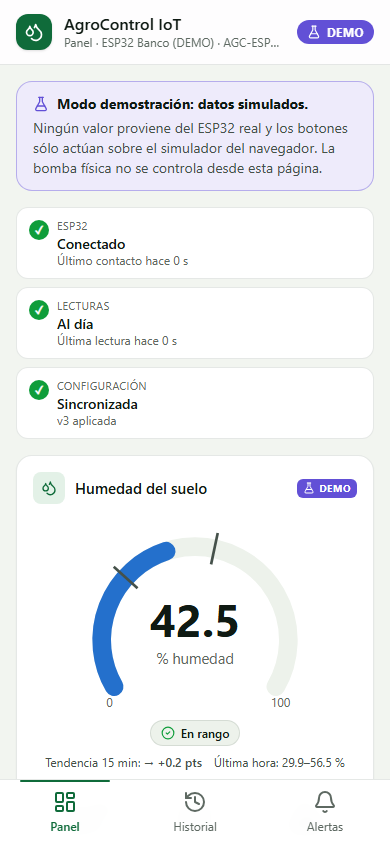 AgroControl IoT
Panel · ESP32 Banco (DEMO) · AGC-ESP...
DEMO
Modo demostración: datos simulados.
Ningún valor proviene del ESP32 real y los botones
sólo actúan sobre el simulador del navegador. La
bomba física no se controla desde esta página.
ESP32
Conectado
Último contacto hace 0 s
LECTURAS
Al día
Última lectura hace 0 s
CONFIGURACIÓN
Sincronizada
v3 aplicada
Humedad del suelo
DEMO
42.5
% humedad
0
100
En rango
Tendencia 15 min: → +0.2 pts Última hora: 29.9–56.5 %
Panel
Historial
Alertas